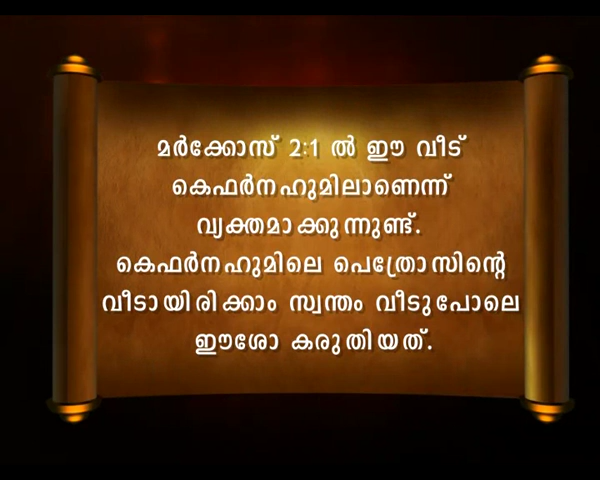 മർക്കോസ് 2:1 ൽ ഈ വീട്
കെഫർനഹുമിലാണെന്ന്
വ്യക്തമാക്കുന്നുണ്ട്.
കെഫർനഹുമിലെ പെത്രോസിന്റെ
വീടായിരിക്കാം സ്വന്തം വീടുപോലെ
ഈശോ കരുതിയത്.